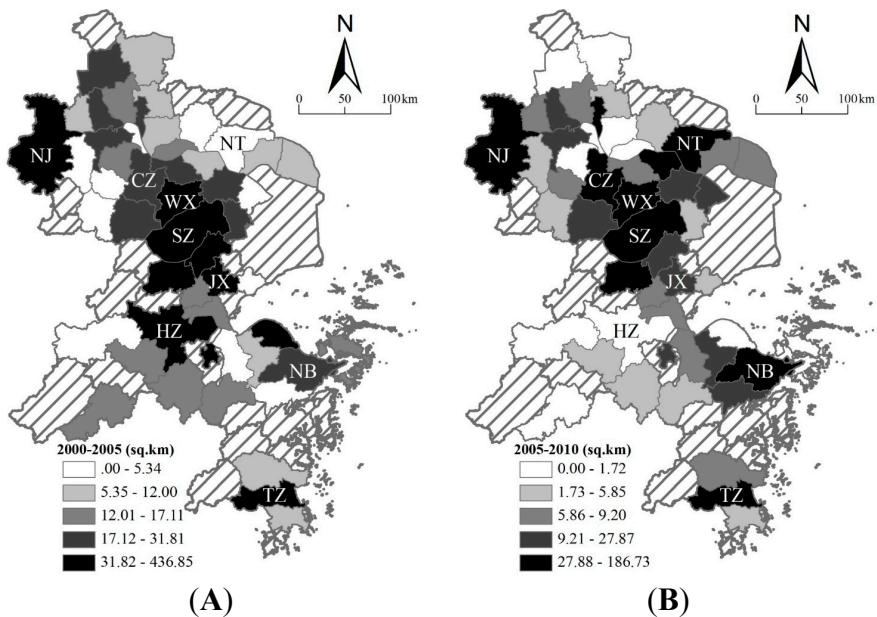 N
0 50 100km
NJ
NT
CZ
WX
SZ
JX
HZ
NB
TZ
2000-2005 (sq.km)
.00 - 5.34
5.35 - 12.00
12.01 - 17.11
17.12 - 31.81
31.82 - 436.85
(A)
N
0 50 100km
NJ
NT
CZ
WX
SZ
JX
HZ
NB
TZ
2005-2010 (sq.km)
0.00 - 1.72
1.73 - 5.85
5.86 - 9.20
9.21 - 27.87
27.88 - 186.73
(B)